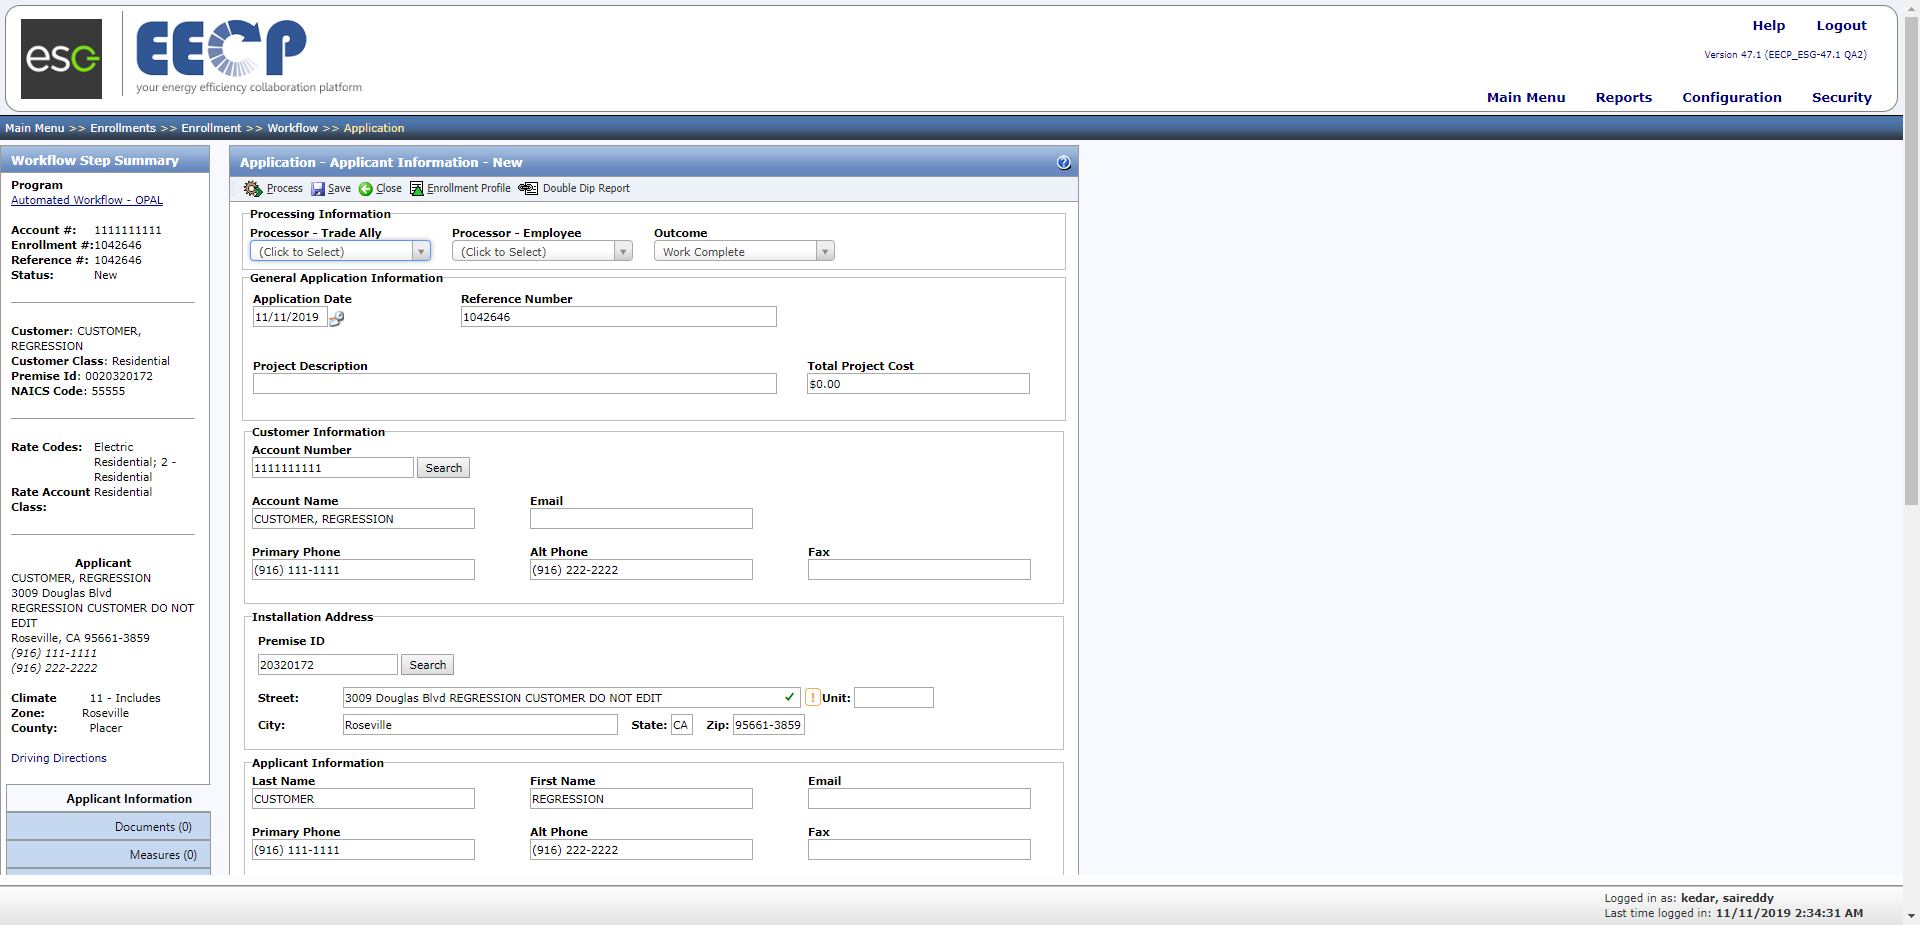 esg
EECP
your energy efficiency collaboration platform
Help Logout
Version 47.1 (EECP_ESG-47.1 QA2)
Main Menu Reports Configuration Security
Main Menu >> Enrollments >> Enrollment >> Workflow >> Application
Workflow Step Summary
Program
Automated Workflow - OPAL
Account #: 1111111111
Enrollment #:1042646
Reference #: 1042646
Status: New
Customer: CUSTOMER,
REGRESSION
Customer Class: Residential
Premise Id: 0020320172
NAICS Code: 55555
Rate Codes: Electric
Residential; 2 -
Residential
Rate Account Residential
Class:
Applicant
CUSTOMER, REGRESSION
3009 Douglas Blvd
REGRESSION CUSTOMER DO NOT
EDIT
Roseville, CA 95661-3859
(916) 111-1111
(916) 222-2222
Climate 11 - Includes
Zone: Roseville
County: Placer
Driving Directions
Applicant Information
Documents (0)
Measures (0)
Application - Applicant Information - New
?
Process Save Close Enrollment Profile Double Dip Report
Processing Information
Processor - Trade Ally Processor - Employee Outcome
(Click to Select) (Click to Select) Work Complete
General Application Information
Application Date Reference Number
11/11/2019 1042646
Project Description Total Project Cost
$0.00
Customer Information
Account Number
1111111111 Search
Account Name Email
CUSTOMER, REGRESSION
Primary Phone Alt Phone Fax
(916) 111-1111 (916) 222-2222
Installation Address
Premise ID
20320172 Search
Street: 3009 Douglas Blvd REGRESSION CUSTOMER DO NOT EDIT ! Unit:
City: Roseville State: CA Zip: 95661-3859
Applicant Information
Last Name First Name Email
CUSTOMER REGRESSION
Primary Phone Alt Phone Fax
(916) 111-1111 (916) 222-2222
Logged in as: kedar, saireddy
Last time logged in: 11/11/2019 2:34:31 AM